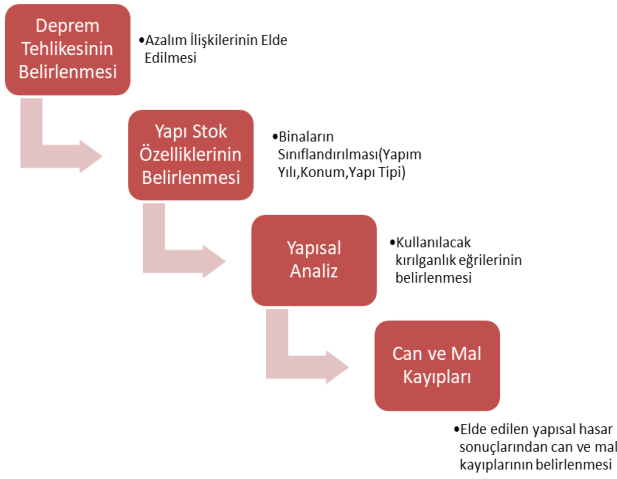 Deprem
Tehlikesinin
Belirlenmesi
•Azalım İlişkilerinin Elde
Edilmesi
Yapı Stok
Özelliklerinin
Belirlenmesi
•Binaların
Sınıflandırılması(Yapım
Yılı,Konum,Yapı Tipi)
Yapısal
Analiz
•Kullanılacak
kırılganlık eğrilerinin
belirlenmesi
Can ve Mal
Kayıpları
•Elde edilen yapısal hasar
sonuçlarından can ve mal
kayıplarının belirlenmesi